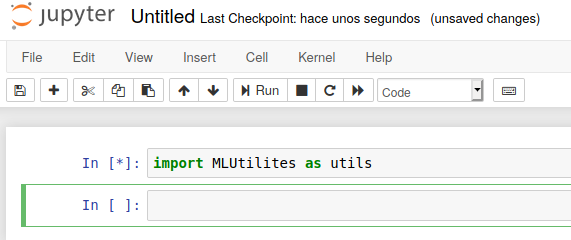 jupyter Untitled Last Checkpoint: hace unos segundos (unsaved changes)
File Edit View Insert Cell Kernel Help
Run Code
In [*]: import MLUtilites as utils
In [ ]: